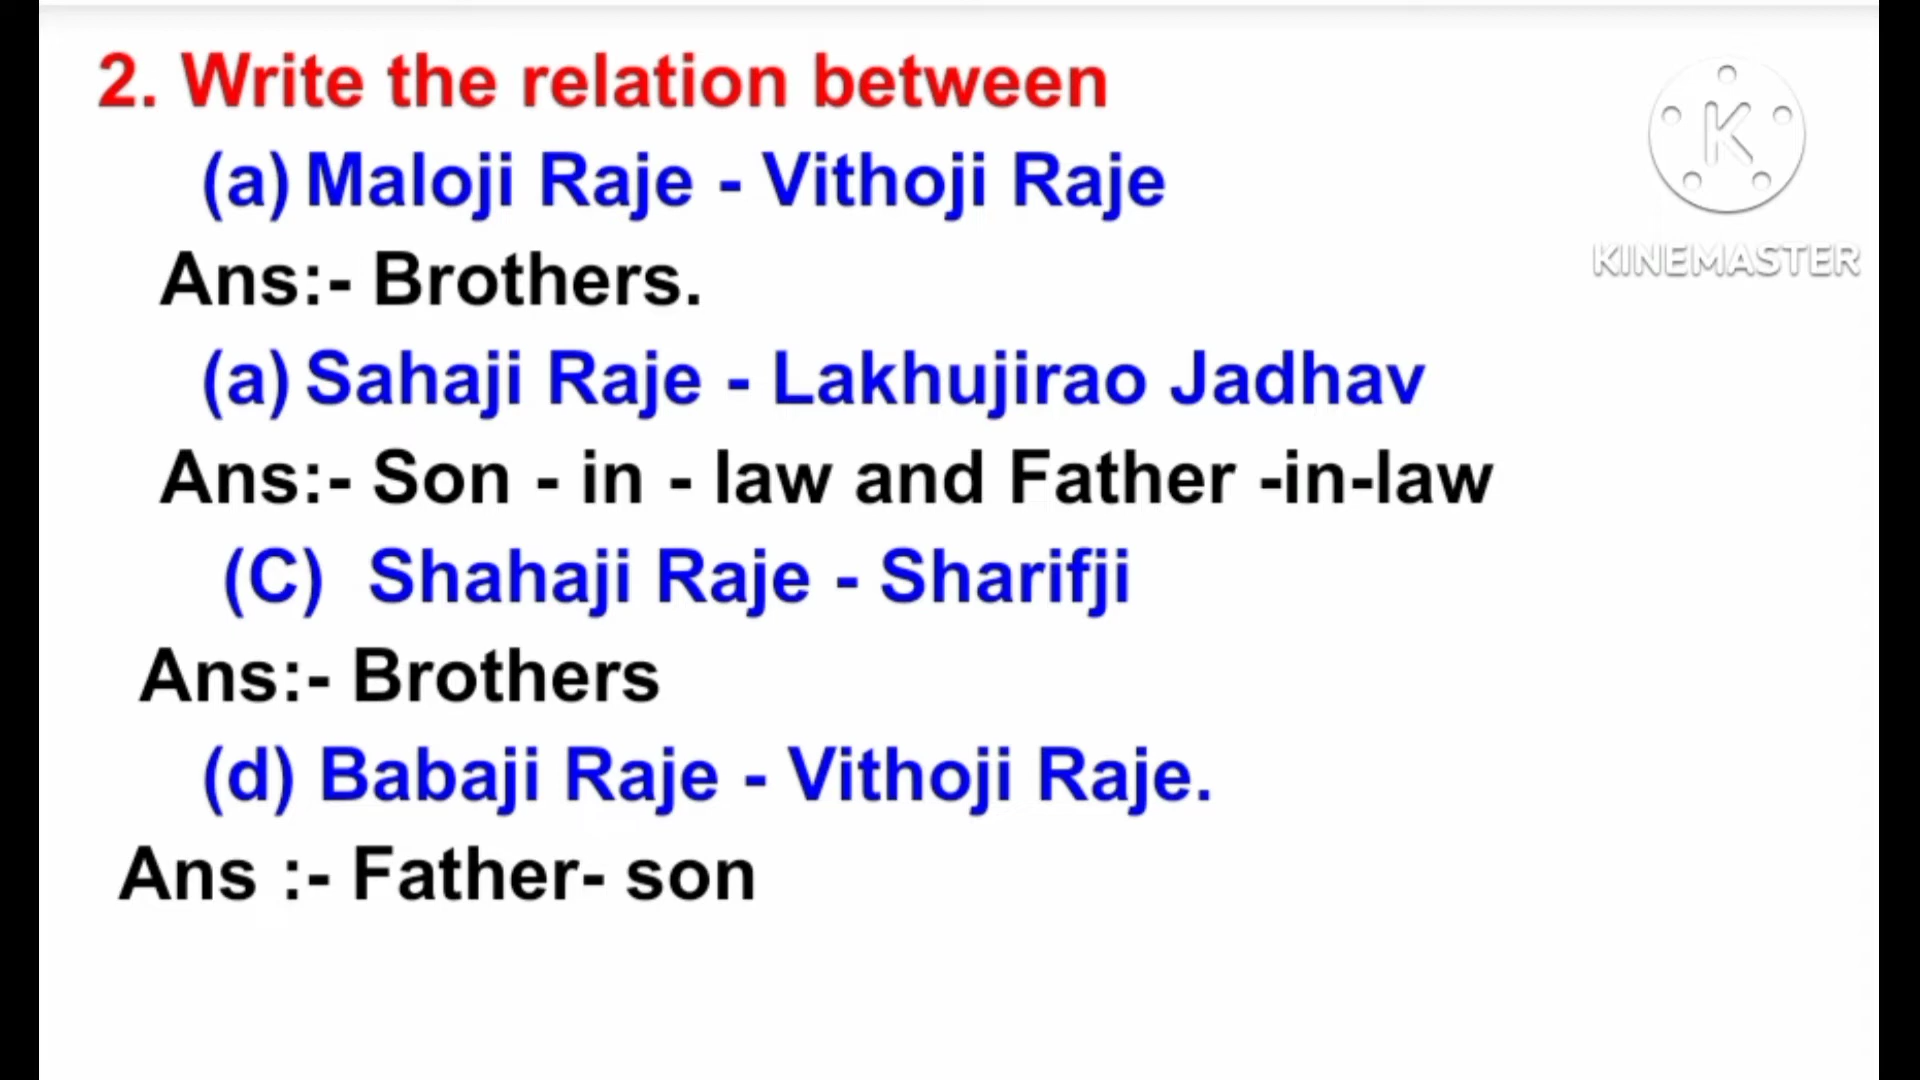 2. Write the relation between
(a) Maloji Raje - Vithoji Raje
Ans:- Brothers.
(a) Sahaji Raje - Lakhujirao Jadhav
Ans:- Son - in - law and Father -in-law
(C) Shahaji Raje - Sharifji
Ans:- Brothers
(d) Babaji Raje - Vithoji Raje.
Ans :- Father- son
K
KINEMASTER